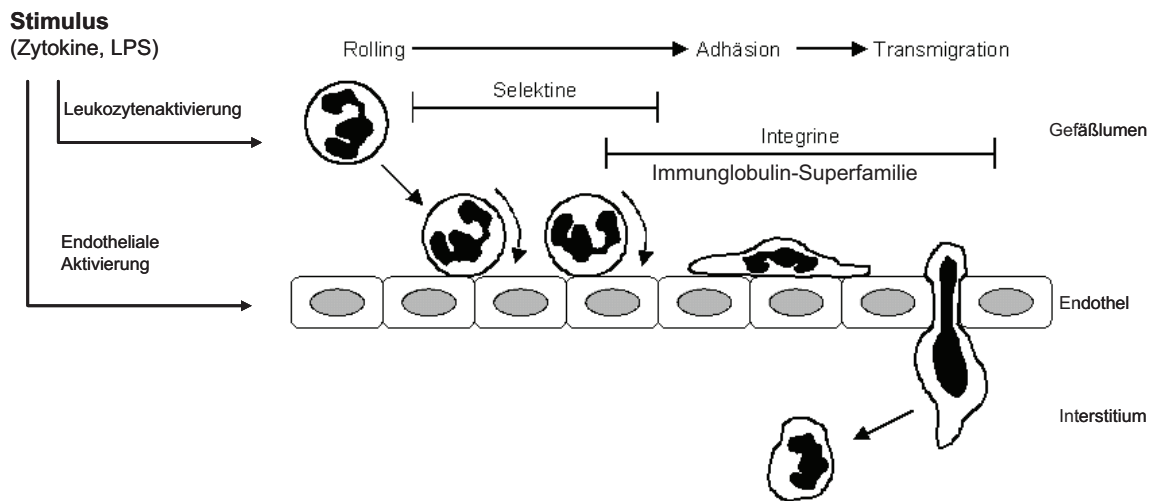 Stimulus
(Zytokine, LPS)
Rolling
Adhäsion
Transmigration
Selektine
Leukozytenaktivierung
Gefäßlumen
Integrine
Immunglobulin-Superfamilie
Endotheliale
Aktivierung
Endothel
Interstitium